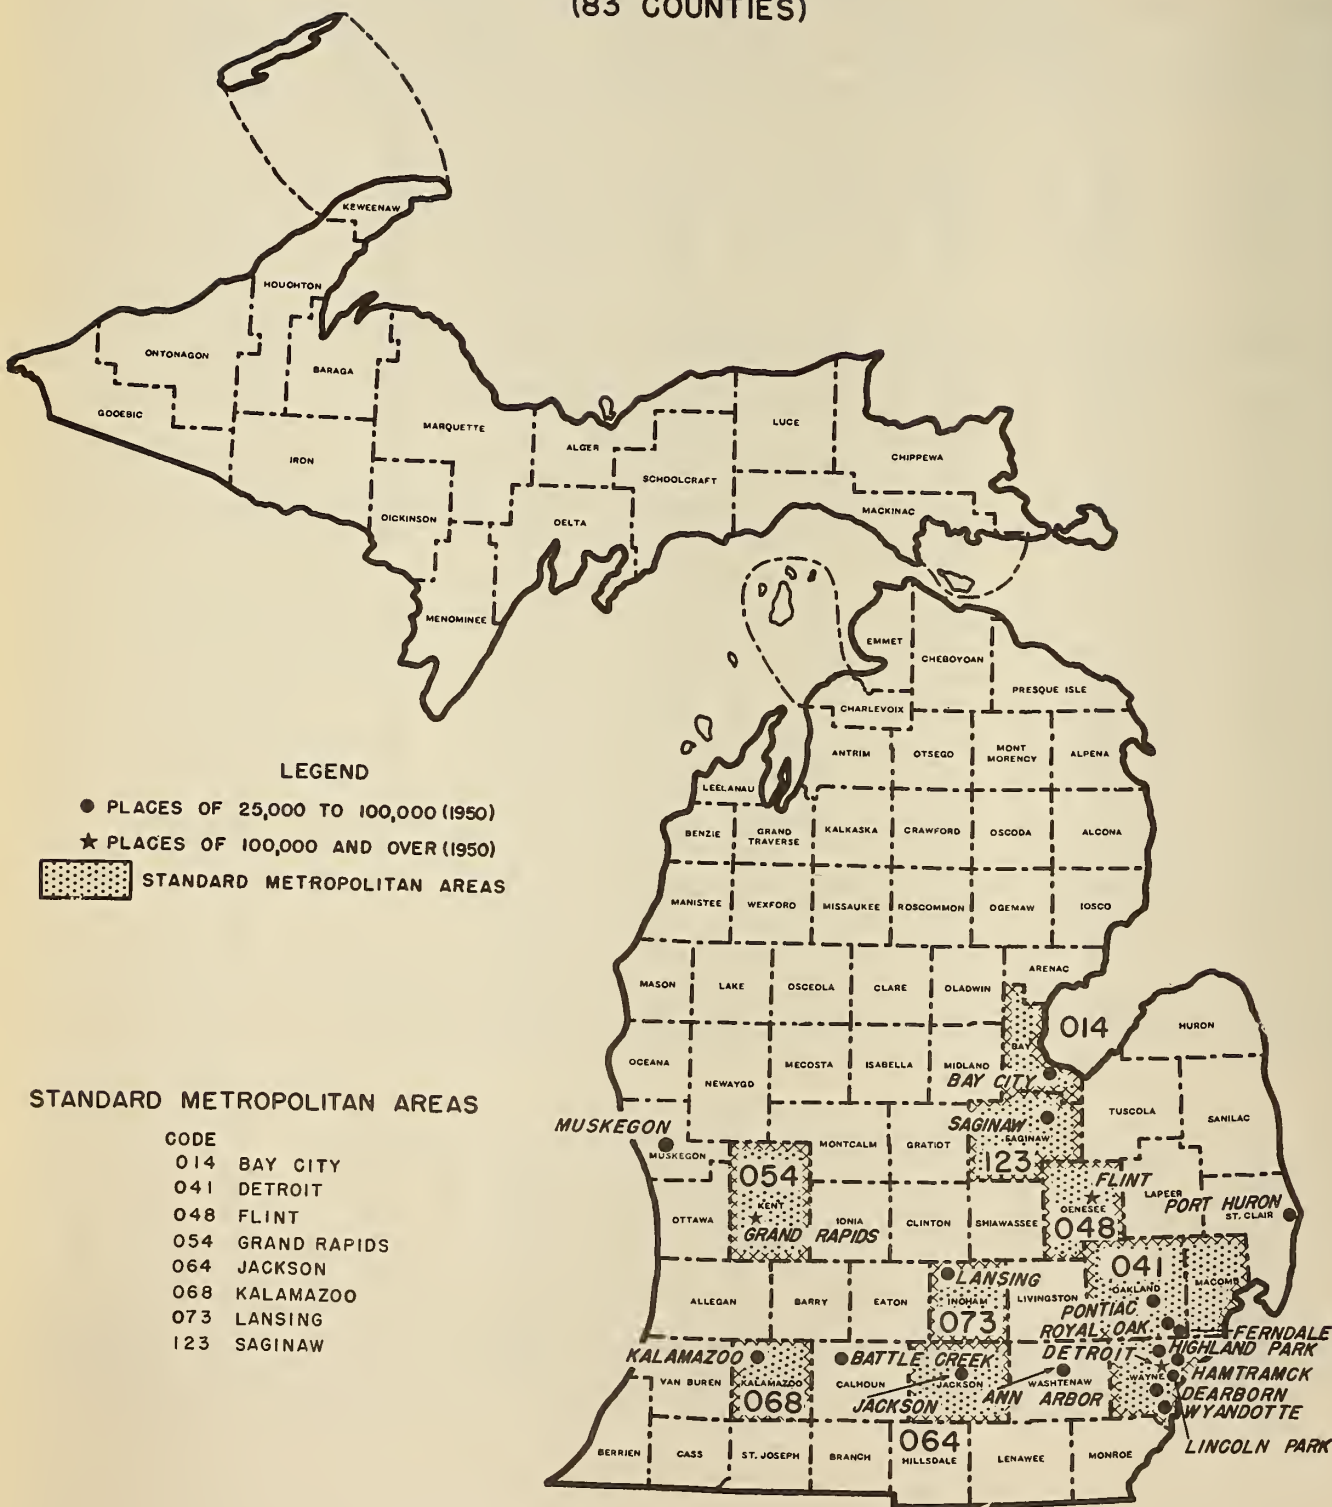 (83 COUNTIES)
KEWEENAW
HOUGHTON
ONTONAGON
BARAGA
GOGEBIC
MARQUETTE
LUCE
ALGER
IRON
CHIPPEWA
SCHOOLCRAFT
DICKINSON
DELTA
MACKINAC
MENOMINEE
EMMET
CHEBOYGAN
PRESQUE ISLE
CHARLEVOIX
ANTRIM
OTSEGO
MONT
MORENCY
ALPENA
LEELANAU
BENZIE
GRAND
TRAVERSE
KALKASKA
CRAWFORD
OSCODA
ALCONA
MANISTEE
WEXFORD
MISSAUKEE
ROSCOMMON
OGEMAW
IOSCO
LEGEND
PLACES OF 25,000 TO 100,000 (1950)
★ PLACES OF 100,000 AND OVER (1950)
STANDARD METROPOLITAN AREAS
ARENAC
MASON
LAKE
OSCEOLA
CLARE
GLADWIN
014
HURON
BAY
OCEANA
NEWAYGO
MECOSTA
ISABELLA
MIDLAND
BAY CITY
TUSCOLA
SANILAC
MUSKEGON
MUSKEGON
MONTCALM
GRATIOT
SAGINAW
SAGINAW
123
054
KENT
GRAND RAPIDS
OTTAWA
IONIA
CLINTON
SHIAWASSEE
FLINT
GENESEE
048
LAPEER
PORT HURON
ST. CLAIR
ALLEGAN
BARRY
EATON
LANSING
INGHAM
073
LIVINGSTON
041
OAKLAND
MACOMB
PONTIAC
ROYAL OAK
FERNDALE
HIGHLAND PARK
DETROIT
HAMTRAMCK
WAYNE
DEARBORN
WYANDOTTE
LINCOLN PARK
KALAMAZOO
VAN BUREN
KALAMAZOO
068
BATTLE CREEK
CALHOUN
JACKSON
JACKSON
ANN ARBOR
WASHTENAW
064
BERRIEN
CASS
ST. JOSEPH
BRANCH
HILLSDALE
LENAWEE
MONROE
STANDARD METROPOLITAN AREAS
CODE
014 BAY CITY
041 DETROIT
048 FLINT
054 GRAND RAPIDS
064 JACKSON
068 KALAMAZOO
073 LANSING
123 SAGINAW